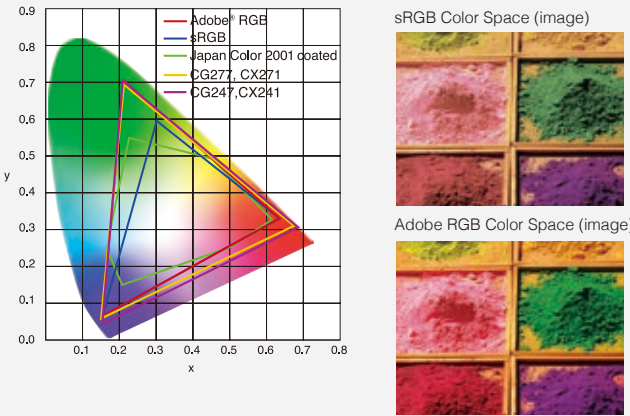 0.9
0.8
0.7
0.6
0.5
0.4
0.3
0.2
0.1
0.0
y
0.1 0.2 0.3 0.4 0.5 0.6 0.7 0.8
x
Adobe® RGB
sRGB
Japan Color 2001 coated
CG277, CX271
CG247,CX241
sRGB Color Space (image)
Adobe RGB Color Space (image)